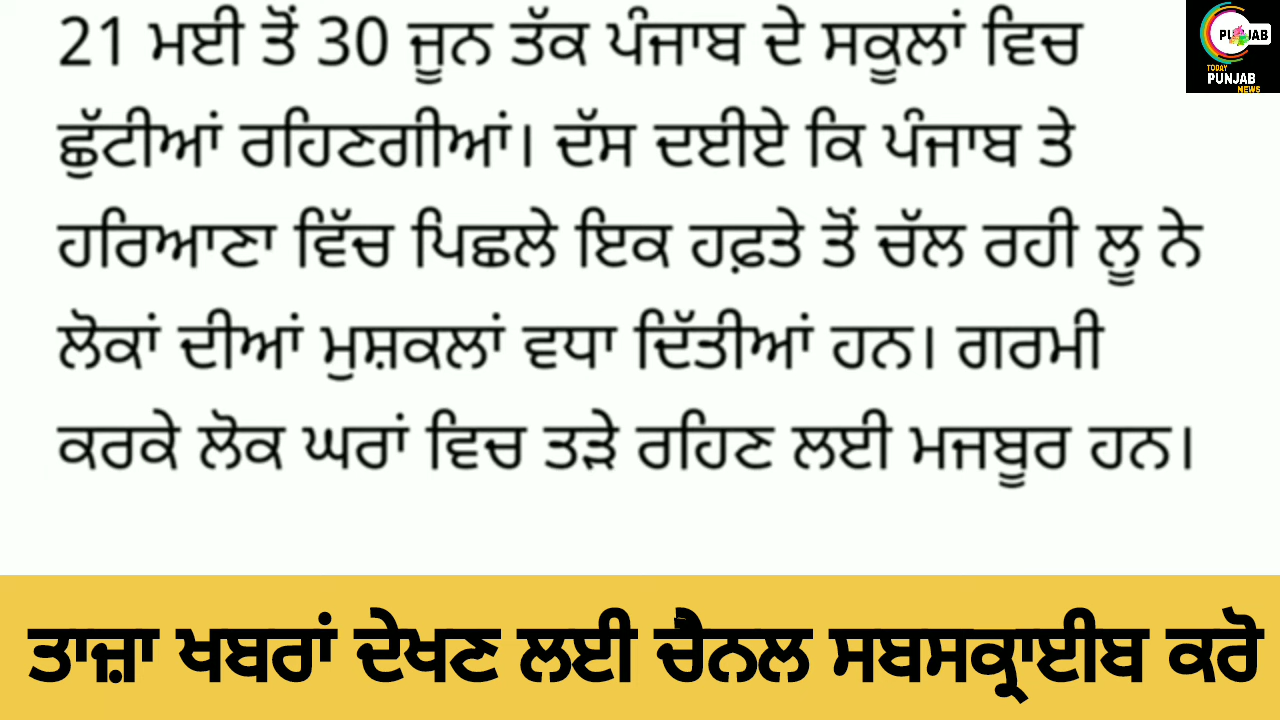 21 ਮਈ ਤੋਂ 30 ਜੂਨ ਤੱਕ ਪੰਜਾਬ ਦੇ ਸਕੂਲਾਂ ਵਿਚ
ਛੁੱਟੀਆਂ ਰਹਿਣਗੀਆਂ। ਦੱਸ ਦਈਏ ਕਿ ਪੰਜਾਬ ਤੇ
ਹਰਿਆਣਾ ਵਿੱਚ ਪਿਛਲੇ ਇਕ ਹਫ਼ਤੇ ਤੋਂ ਚੱਲ ਰਹੀ ਲੂ ਨੇ
ਲੋਕਾਂ ਦੀਆਂ ਮੁਸ਼ਕਲਾਂ ਵਧਾ ਦਿੱਤੀਆਂ ਹਨ। ਗਰਮੀ
ਕਰਕੇ ਲੋਕ ਘਰਾਂ ਵਿਚ ਤੜੇ ਰਹਿਣ ਲਈ ਮਜਬੂਰ ਹਨ।
PUNJAB
TODAY
PUNJAB
NEWS
ਤਾਜ਼ਾ ਖਬਰਾਂ ਦੇਖਣ ਲਈ ਚੈਨਲ ਸਬਸਕ੍ਰਾਈਬ ਕਰੋ